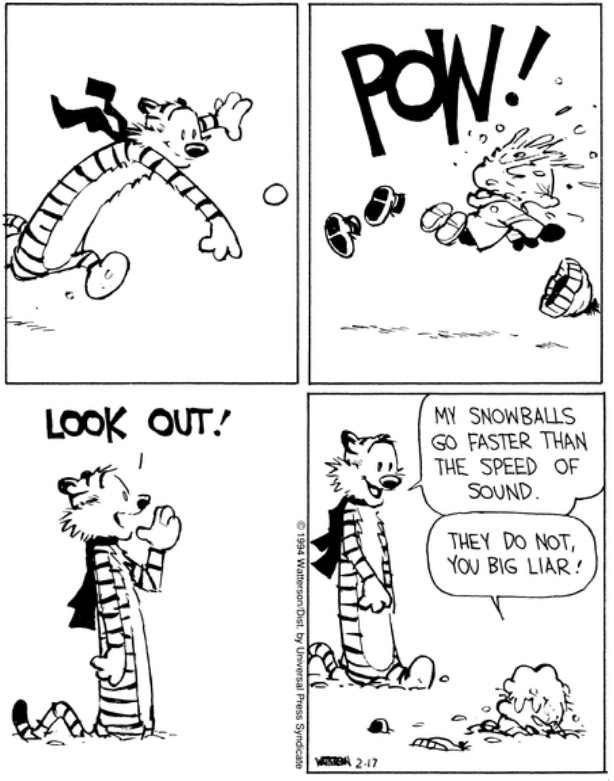 POW!
LOOK OUT!
© 1994 Watterson/Dist. by Universal Press Syndicate
MY SNOWBALLS
GO FASTER THAN
THE SPEED OF
SOUND.
THEY DO NOT,
YOU BIG LIAR!
WATTERSON 2-17